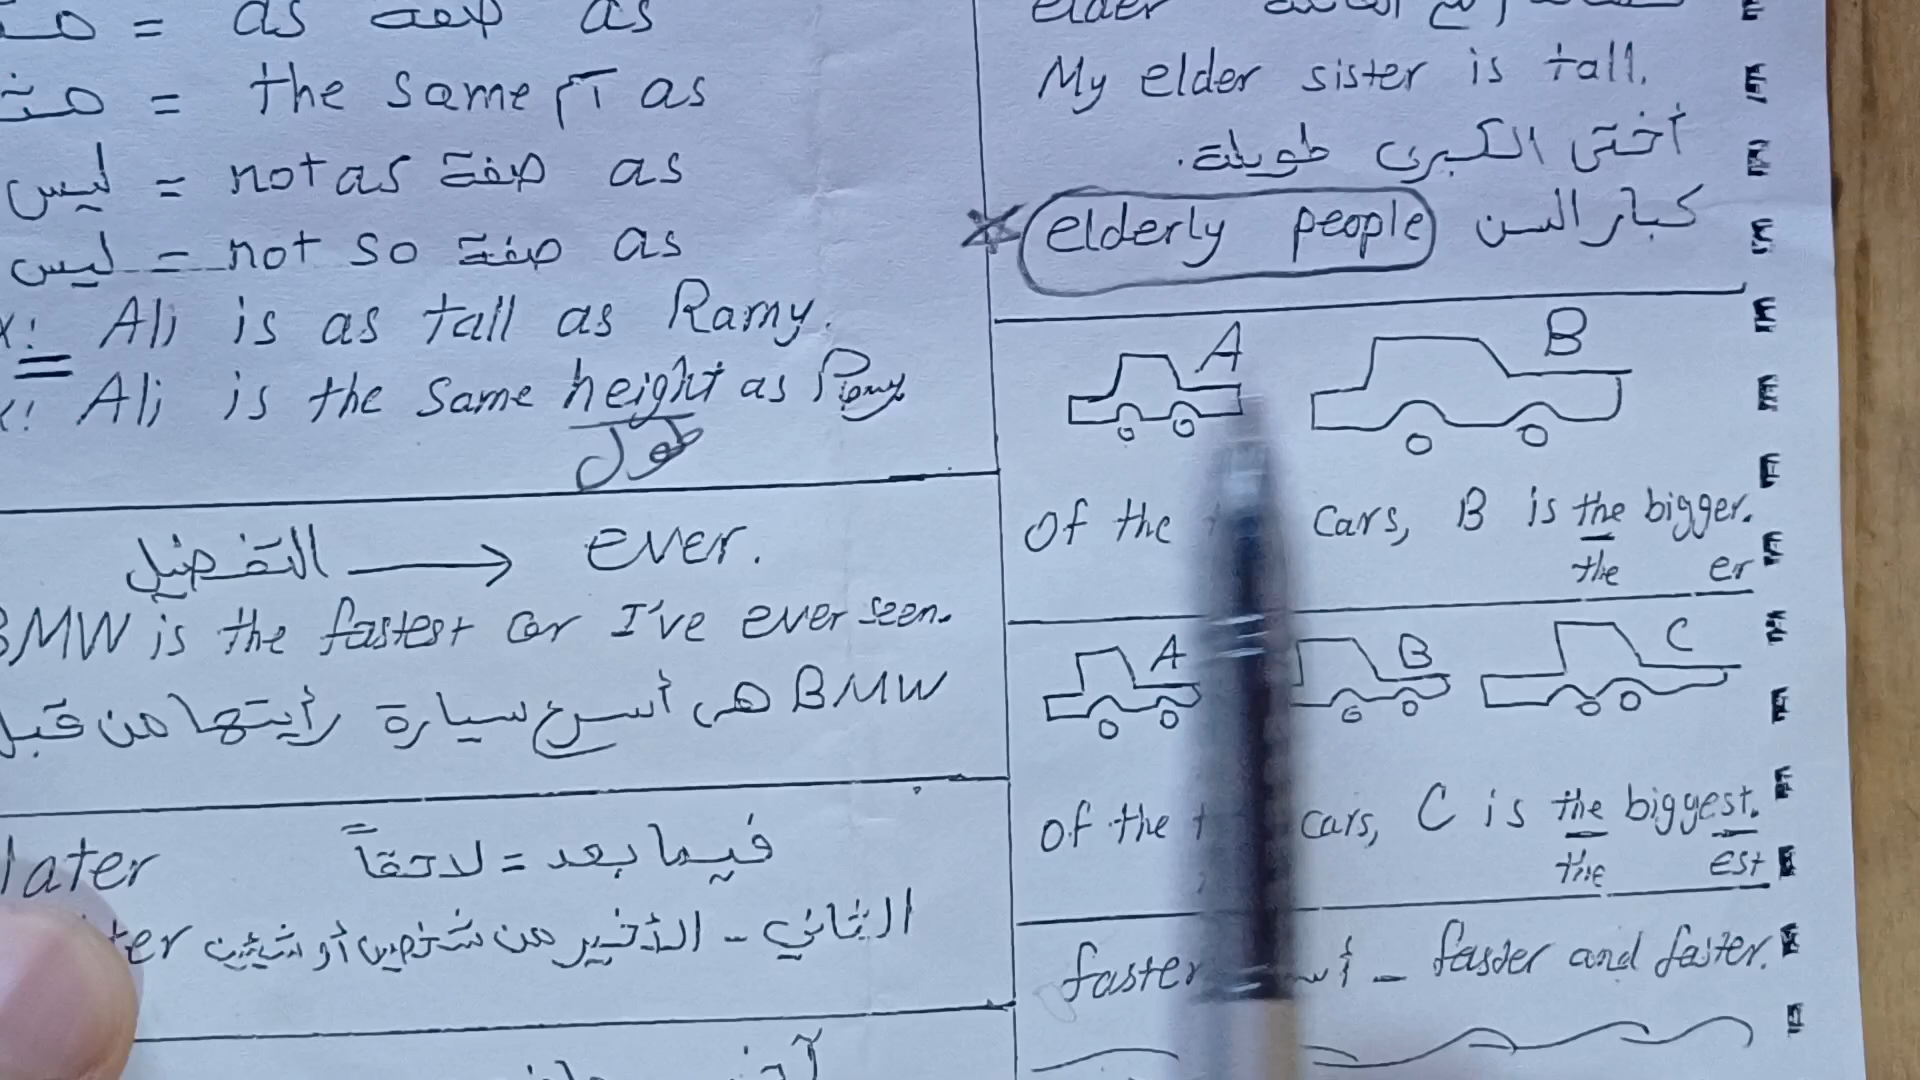 = as صفة as
= the same اسم as
ليس = not as صفة as
ليس = not so صفة as
Ali is as tall as Ramy.
Ali is the same height as Ramy
طول
التفضيل → ever.
BMW is the fastest car I've ever seen.
BMW هى أسرع سيارة رأيتها من قبل
later فيما بعد = لاحقاً
الثاني - الأخير من شخصين أو شيئين
elder
My elder sister is tall.
أختى الكبرى طويلة.
elderly people كبار السن
A B
Of the cars, B is the bigger.
the er
A B C
of the cars, C is the biggest.
the est
faster - faster and faster.